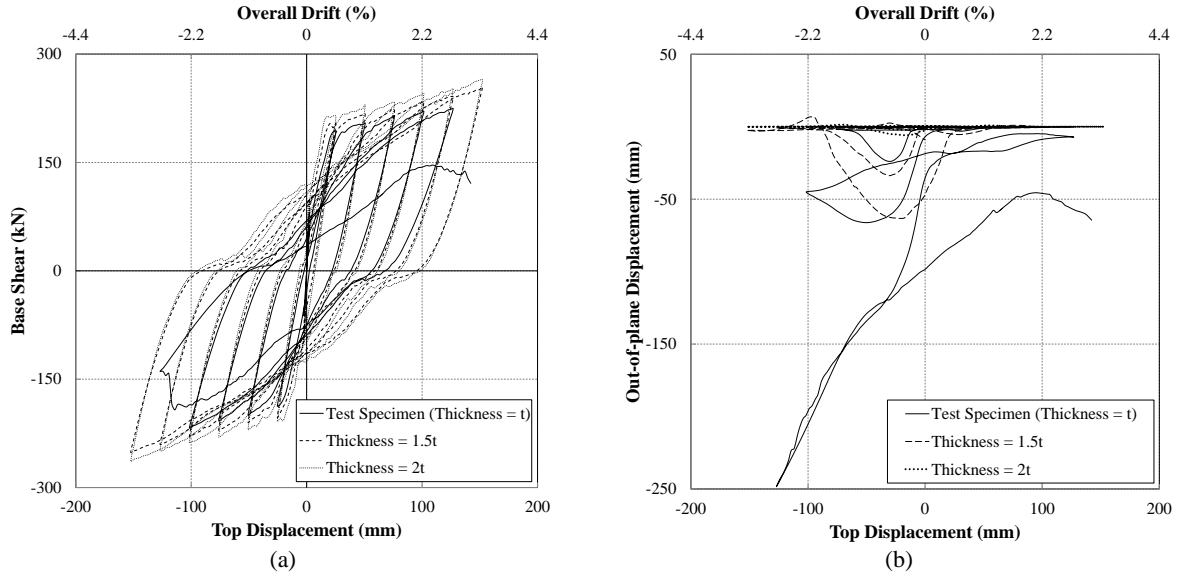 Overall Drift (%)
-4.4 -2.2 0 2.2 4.4
300
150
0
-150
-300
Base Shear (kN)
Test Specimen (Thickness = t)
Thickness = 1.5t
Thickness = 2t
-200 -100 0 100 200
Top Displacement (mm)
(a)
Overall Drift (%)
-4.4 -2.2 0 2.2 4.4
50
-50
-150
-250
Out-of-plane Displacement (mm)
Test Specimen (Thickness = t)
Thickness = 1.5t
Thickness = 2t
-200 -100 0 100 200
Top Displacement (mm)
(b)